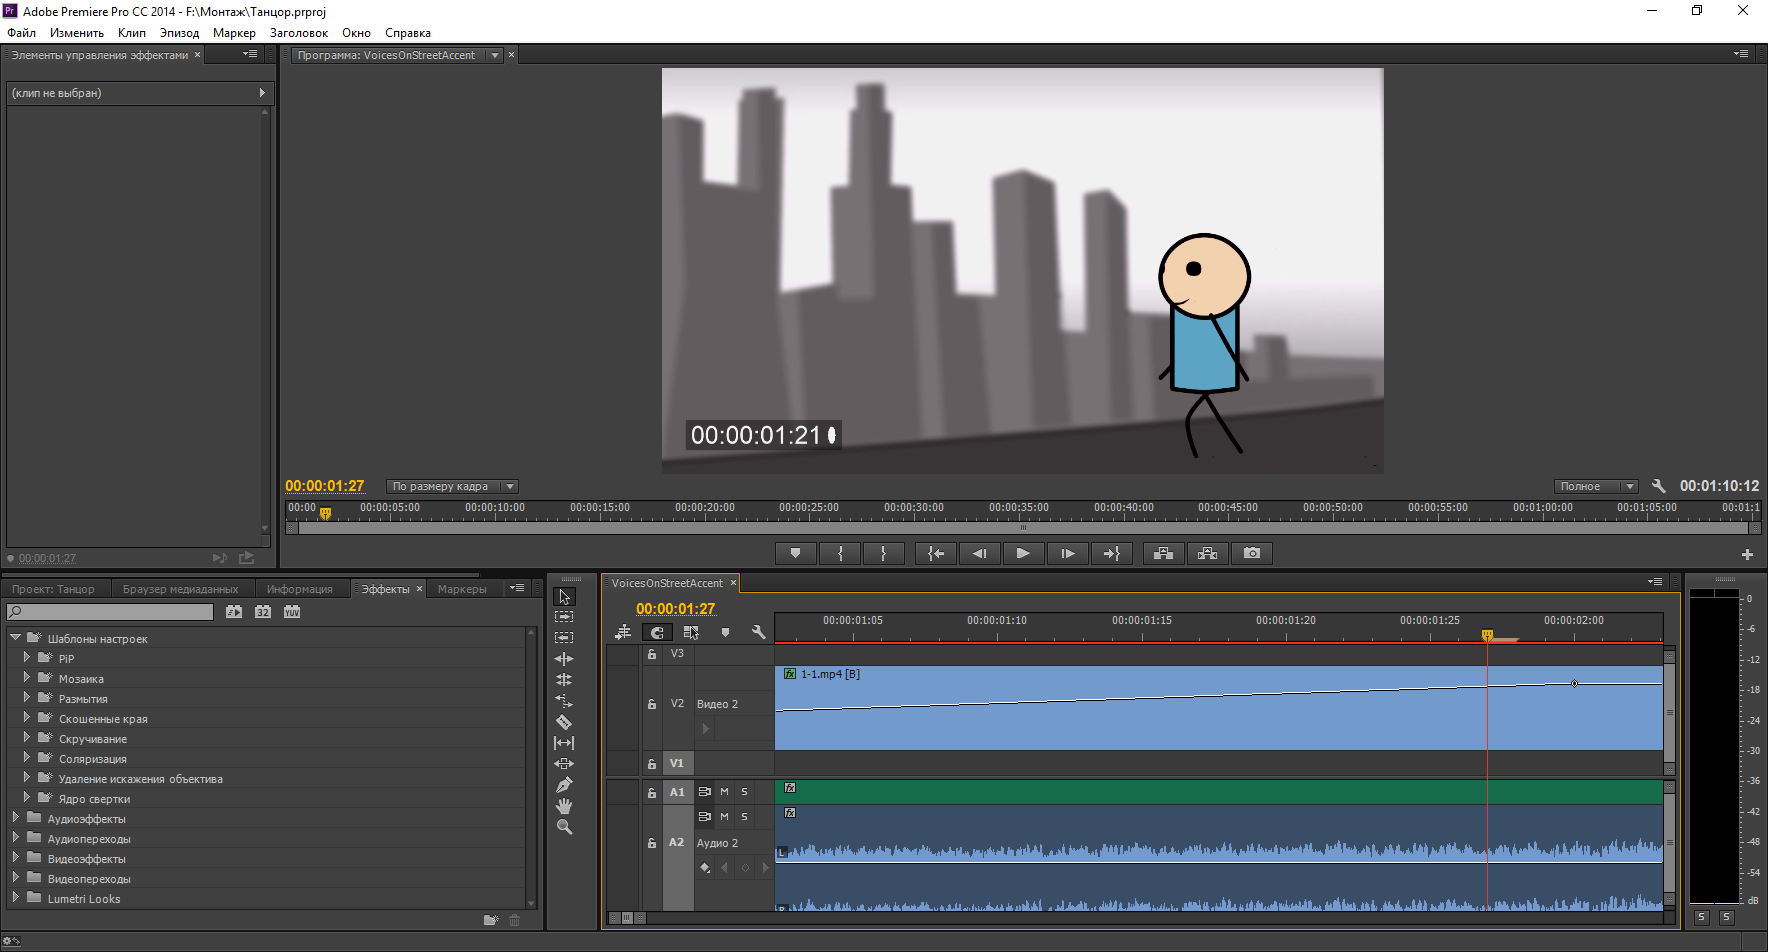 Adobe Premiere Pro CC 2014 - F:\Монтаж\Танцор.prproj
Файл Изменить Клип Эпизод Маркер Заголовок Окно Справка
Элементы управления эффектами
(клип не выбран)
00:00:01:27
Программа: VoicesOnStreetAccent
00:00:01:21
00:00:01:27 По размеру кадра Полное 00:01:10:12
00:00 00:00:05:00 00:00:10:00 00:00:15:00 00:00:20:00 00:00:25:00 00:00:30:00 00:00:35:00 00:00:40:00 00:00:45:00 00:00:50:00 00:00:55:00 00:01:00:00 00:01:05:00 00:01:1
Проект: Танцор Браузер медиаданных Информация Эффекты Маркеры
32 YUV
Шаблоны настроек
PiP
Мозаика
Размытия
Скошенные края
Скручивание
Соляризация
Удаление искажения объектива
Ядро свертки
Аудиоэффекты
Аудиопереходы
Видеоэффекты
Видеопереходы
Lumetri Looks
VoicesOnStreetAccent
00:00:01:27
00:00:01:05 00:00:01:10 00:00:01:15 00:00:01:20 00:00:01:25 00:00:02:00
V3
fx 1-1.mp4 [В]
V2 Видео 2
V1
A1 M S fx
M S fx
A2 Аудио 2
L
R
0
-6
-12
-18
-24
-30
-36
-42
-48
-54
dB
S S